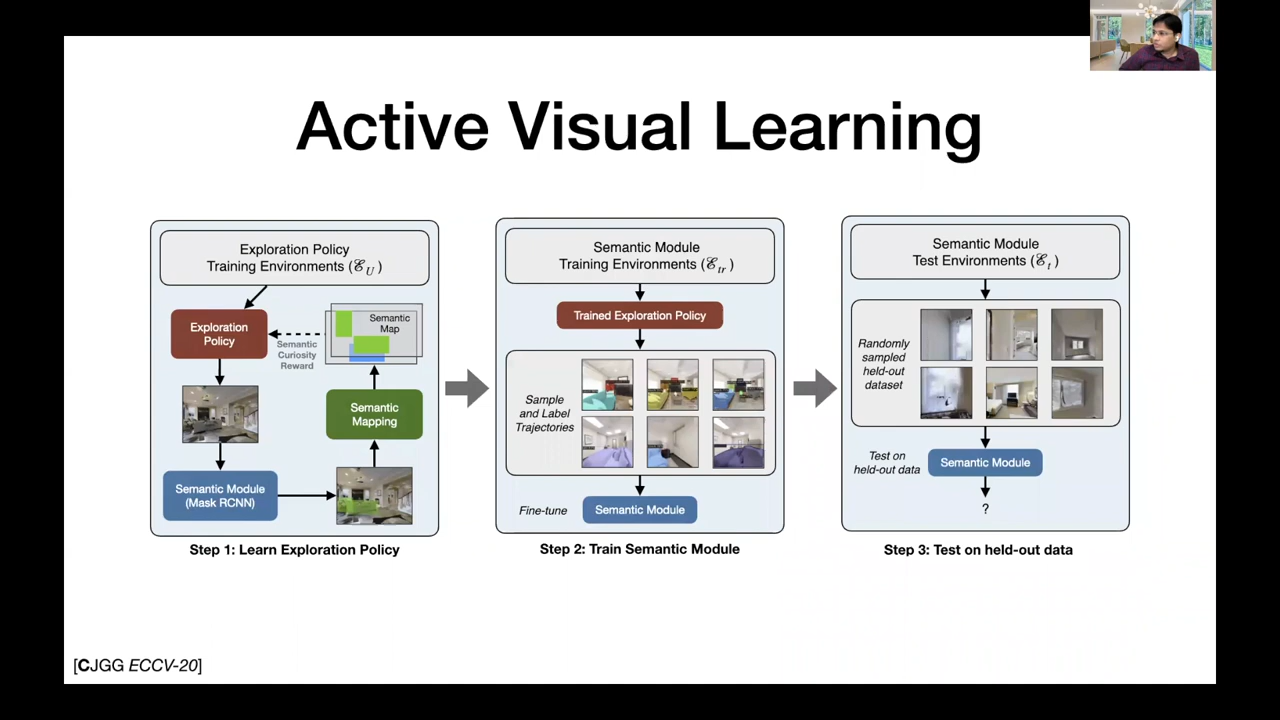 Active Visual Learning
Exploration Policy
Training Environments (ℰU)
Exploration
Policy
Semantic
Curiosity
Reward
Semantic
Map
Semantic
Mapping
Semantic Module
(Mask RCNN)
Step 1: Learn Exploration Policy
Semantic Module
Training Environments (ℰtr)
Trained Exploration Policy
Sample
and Label
Trajectories
Fine-tune
Semantic Module
Step 2: Train Semantic Module
Semantic Module
Test Environments (ℰt)
Randomly
sampled
held-out
dataset
Test on
held-out data
Semantic Module
?
Step 3: Test on held-out data
[CJGG ECCV-20]